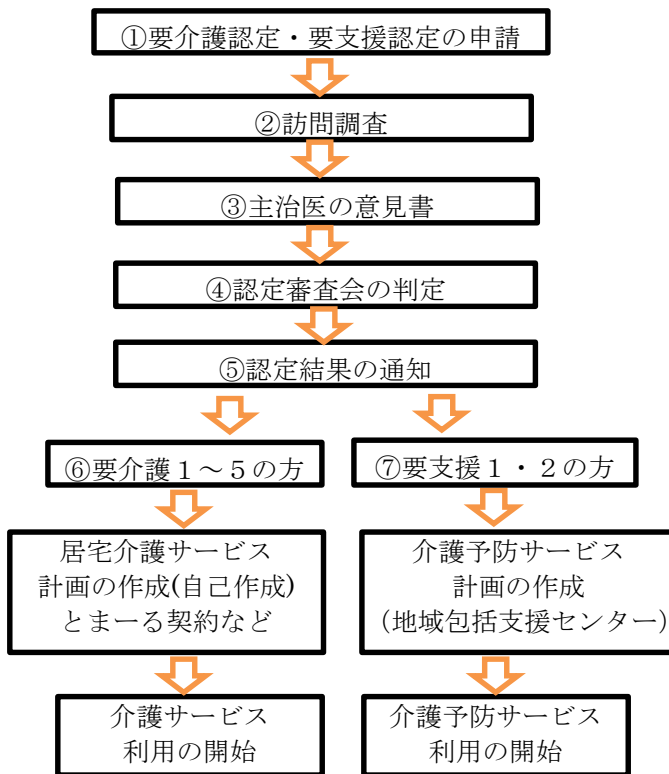 ①要介護認定・要支援認定の申請
②訪問調査
③主治医の意見書
④認定審査会の判定
⑤認定結果の通知
⑥要介護１～５の方
⑦要支援１・２の方
居宅介護サービス
計画の作成(自己作成)
とまーる契約など
介護予防サービス
計画の作成
（地域包括支援センター）
介護サービス
利用の開始
介護予防サービス
利用の開始